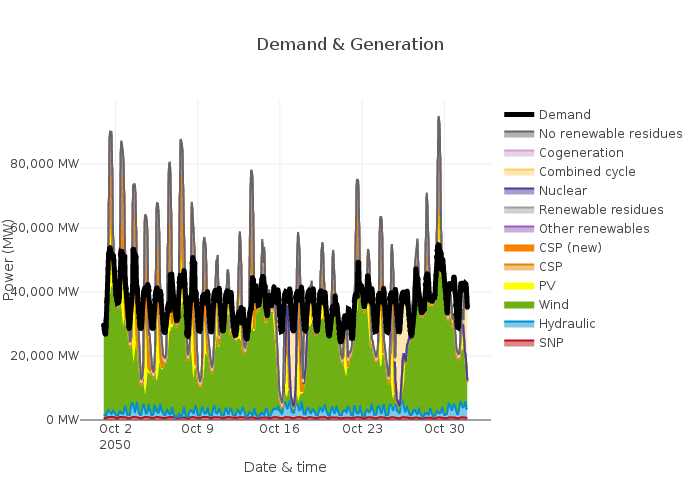 Demand & Generation
80,000 MW
60,000 MW
40,000 MW
20,000 MW
0 MW
Power (MW)
Oct 2
2050
Oct 9
Oct 16
Oct 23
Oct 30
Date & time
Demand
No renewable residues
Cogeneration
Combined cycle
Nuclear
Renewable residues
Other renewables
CSP (new)
CSP
PV
Wind
Hydraulic
SNP